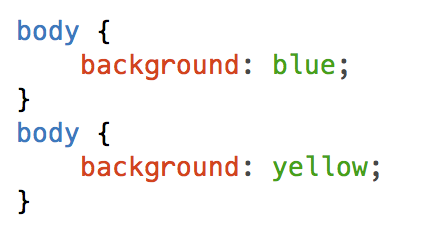 body {
    background: blue;
}
body {
    background: yellow;
}